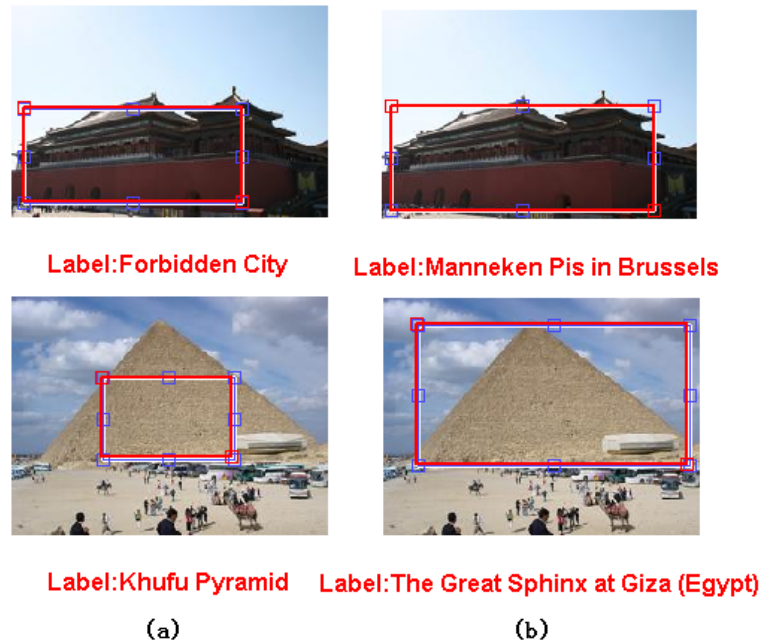 Label:Forbidden City
Label:Manneken Pis in Brussels
Label:Khufu Pyramid
Label:The Great Sphinx at Giza (Egypt)
(a)
(b)